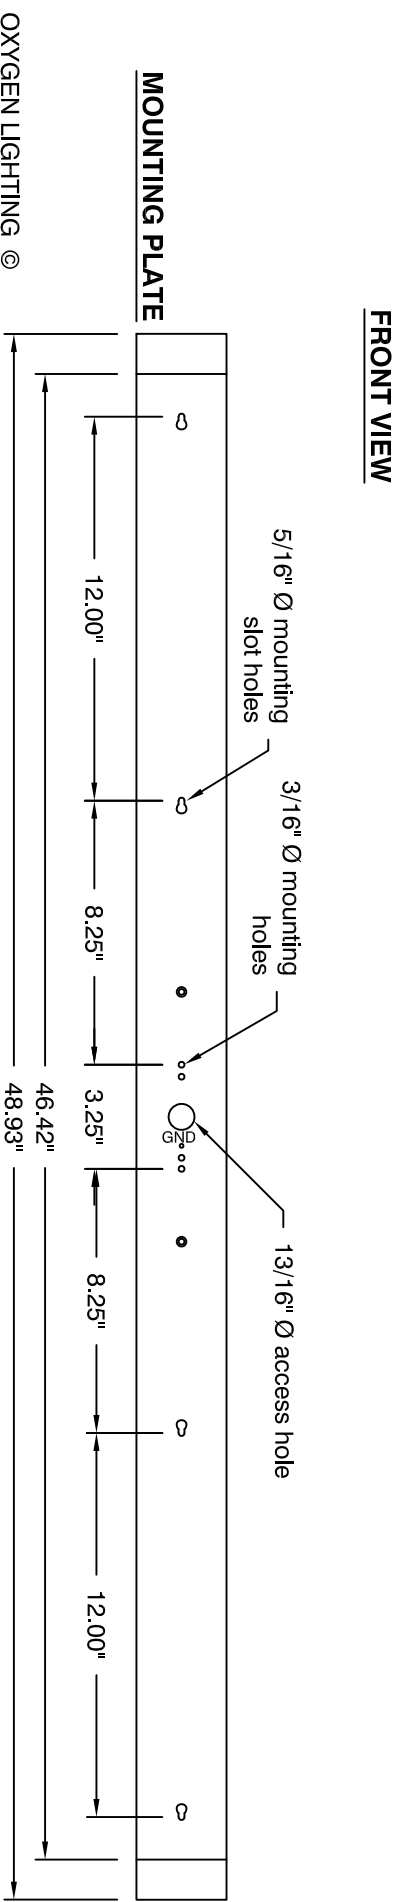 FRONT VIEW
5/16" Ø mounting
slot holes
3/16" Ø mounting
holes
13/16" Ø access hole
GND
MOUNTING PLATE
12.00"
8.25"
3.25"
8.25"
12.00"
46.42"
48.93"
OXYGEN LIGHTING ©